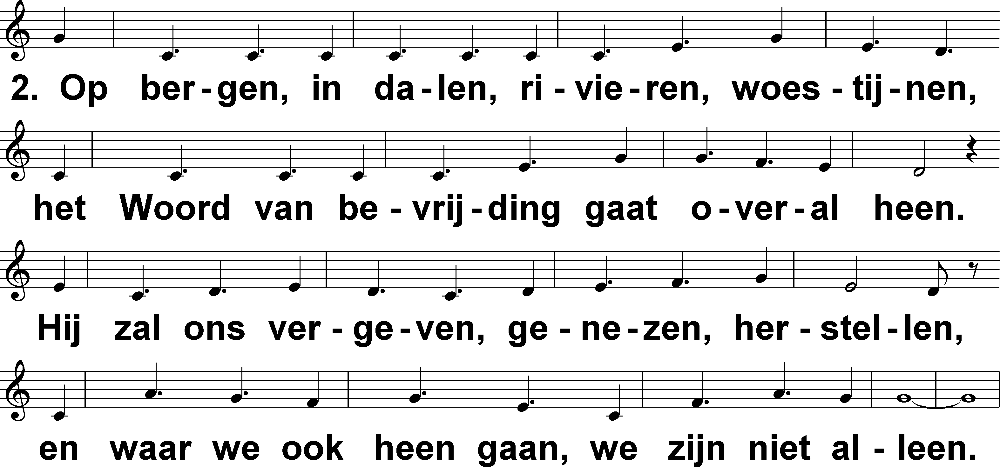 2. Op ber-gen, in da-len, ri-vie-ren, woes-tij-nen,
het Woord van be-vrij-ding gaat o-ver-al heen.
Hij zal ons ver-ge-ven, ge-ne-zen, her-stel-len,
en waar we ook heen gaan, we zijn niet al-leen.